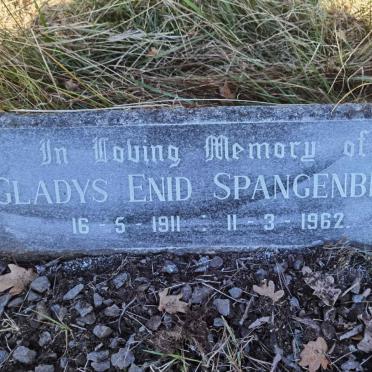 In Loving Memory of
GLADYS ENID SPANGENB
16 - 5 - 1911 : 11 - 3 - 1962.